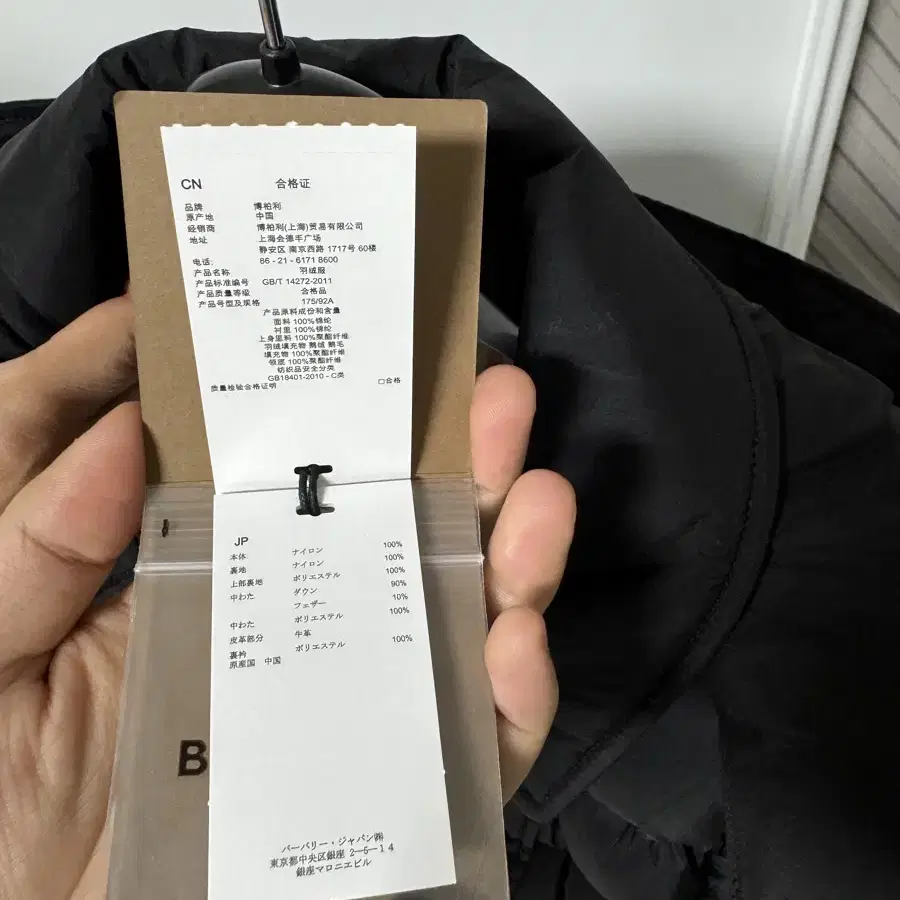 CN 合格证
品牌 博柏利
原产地 中国
经销商 博柏利(上海)贸易有限公司
地址 上海会德丰广场
静安区 南京西路 1717号 60楼
电话: 86 - 21 - 6171 8600
产品名称 羽绒服
产品标准编号 GB/T 14272-2011
产品质量等级 合格品
产品号型及规格 175/92A
产品原料成份和含量
面料 100%锦纶
衬里 100%锦纶
上身里料 100%聚酯纤维
羽绒填充物 鹅绒 鹅毛
填充物 100%聚酯纤维
领底 100%聚酯纤维
纺织品安全分类
GB18401-2010 - C类
质量检验合格证明 □合格
JP
本体 ナイロン 100%
裏地 ナイロン 100%
上部裏地 ポリエステル 100%
中わた ダウン 90%
フェザー 10%
中わた ポリエステル 100%
皮革部分 牛革
裏衿 ポリエステル 100%
原産国 中国
B
バーバリー・ジャパン㈱
東京都中央区銀座 2-6-14
銀座マロニエビル